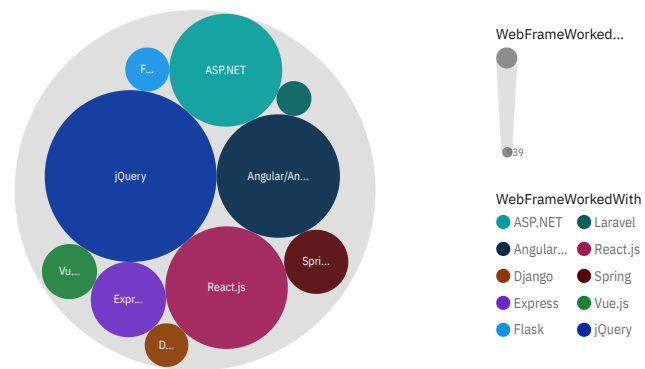 WebFrameWorked...
F...
ASP.NET
jQuery
Angular/An...
939
WebFrameWorkedWith
ASP.NET
Laravel
Angular...
React.js
Django
Spring
Express
Vue.js
Flask
jQuery
Vu...
Spri...
Expr...
React.js
D...